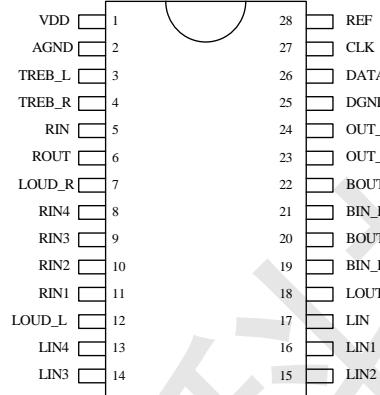 VDD 1 28 REF
AGND 2 27 CLK
TREB_L 3 26 DATA
TREB_R 4 25
RIN 5 24
ROUT 6 23
LOUD_R 7 22
RIN4 8 21
RIN3 9 20
RIN2 10 19
RIN1 11 18 LOUT
LOUD_L 12 17 LIN
LIN4 13 16 LIN1
LIN3 14 15 LIN2